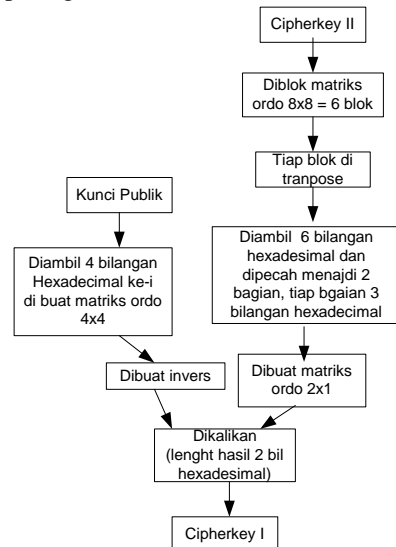 Cipherkey II
Diblok matriks
ordo 8x8 = 6 blok
Tiap blok di
tranpose
Kunci Publik
Diambil 4 bilangan
Hexadecimal ke-i
di buat matriks ordo
4x4
Diambil 6 bilangan
hexadesimal dan
dipecah menajdi 2
bagian, tiap bgaian 3
bilangan hexadecimal
Dibuat invers
Dibuat matriks
ordo 2x1
Dikalikan
(lenght hasil 2 bil
hexadesimal)
Cipherkey I